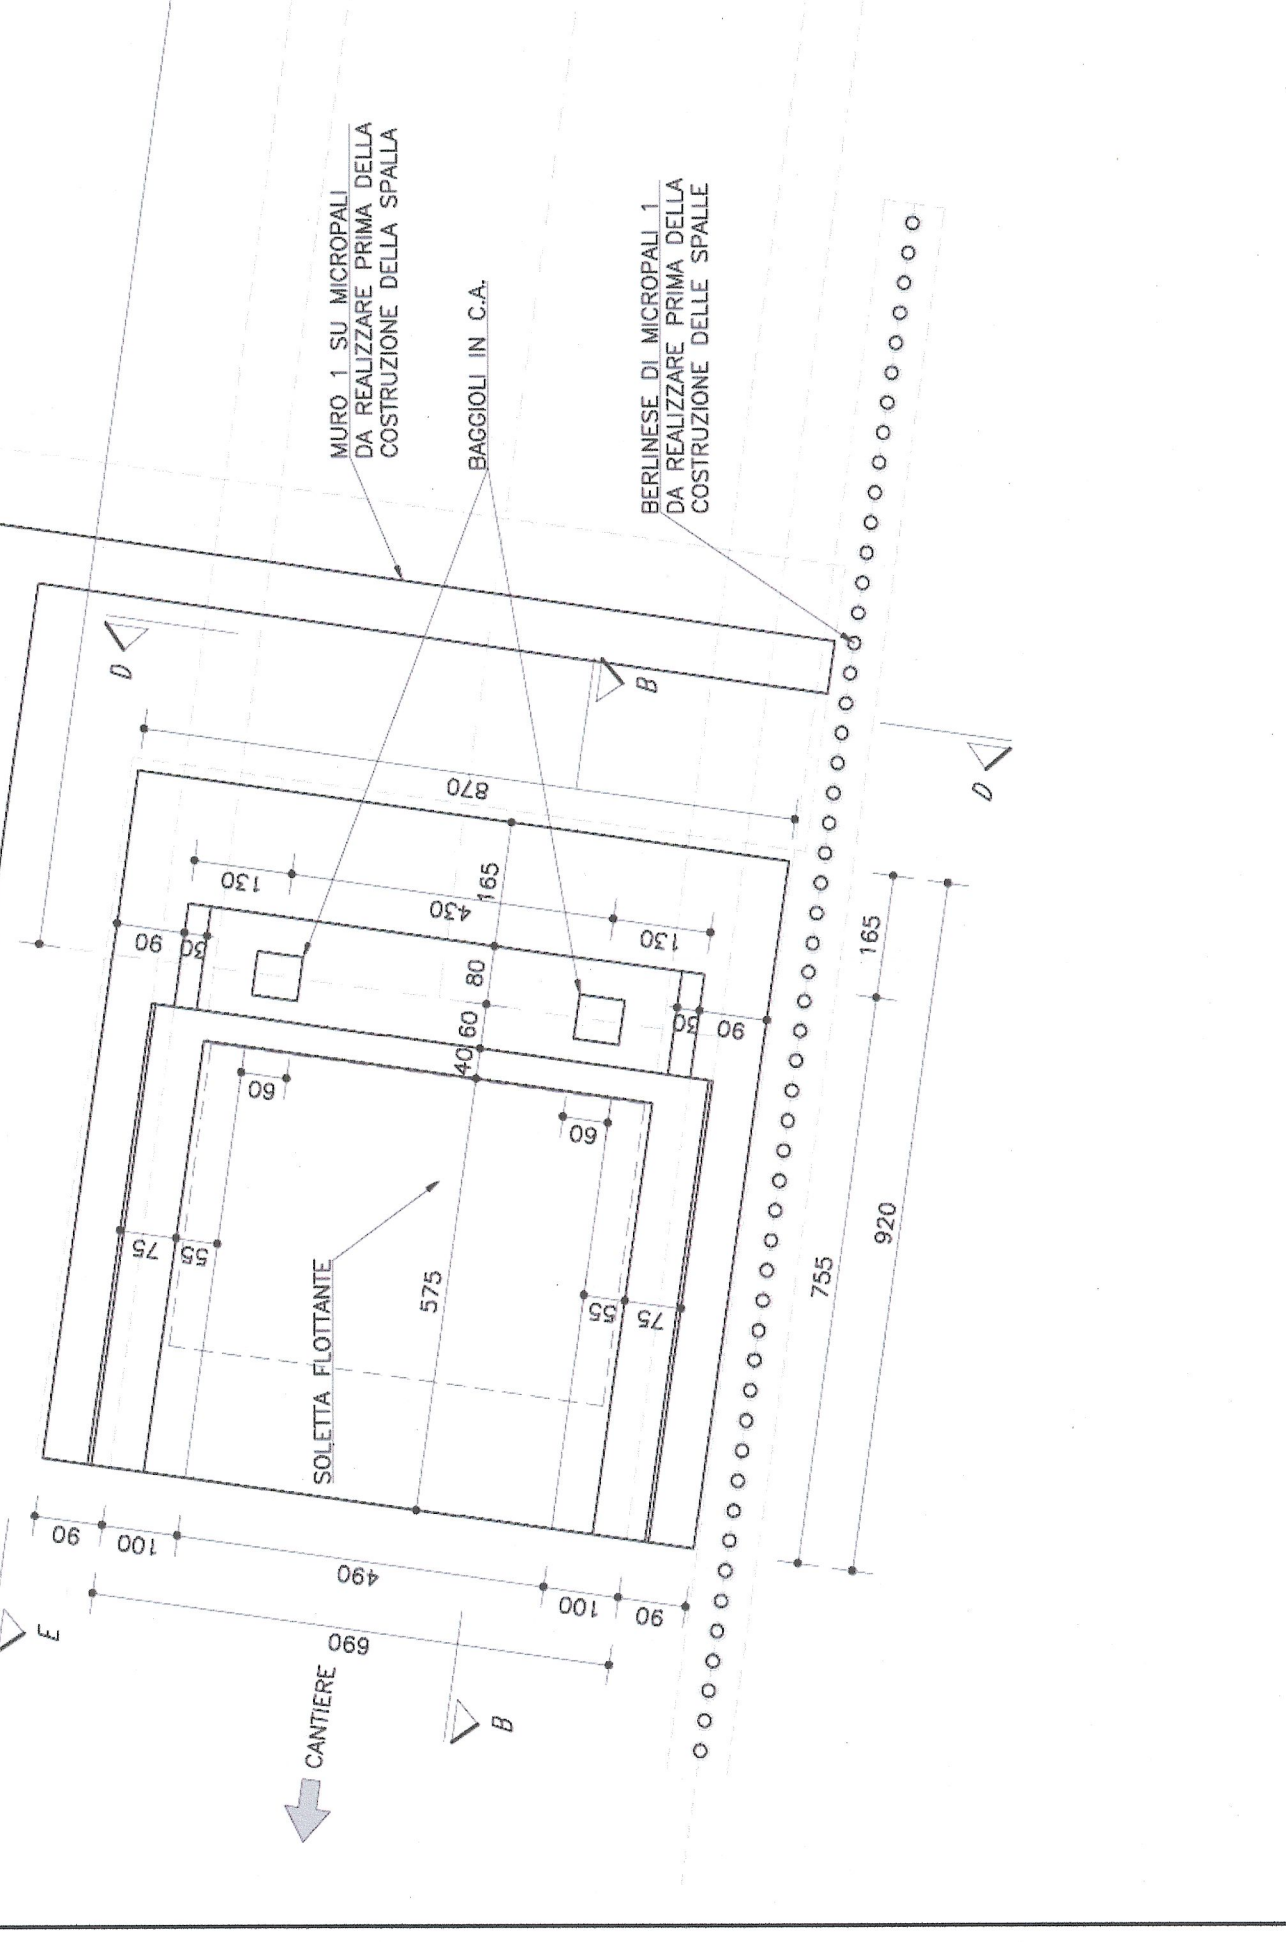 MURO 1 SU MICROPALI
DA REALIZZARE PRIMA DELLA
COSTRUZIONE DELLA SPALLA
BAGGIOLI IN C.A.
BERLINESE DI MICROPALI 1
DA REALIZZARE PRIMA DELLA
COSTRUZIONE DELLE SPALLE
D
B
D
870
130
430
130
165
90
30
80
60
40
30
90
165
60
60
75
55
575
55
75
755
920
SOLETTA FLOTTANTE
90
100
490
100
90
690
E
B
CANTIERE